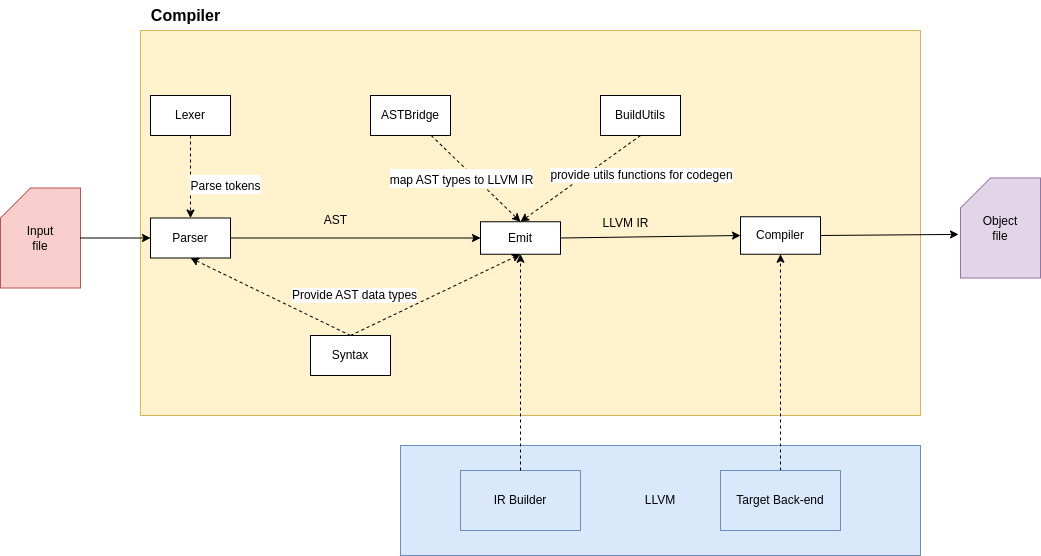 Compiler
Lexer
ASTBridge
BuildUtils
Parse tokens
map AST types to LLVM IR
provide utils functions for codegen
Input
file
Parser
AST
Emit
LLVM IR
Compiler
Object
file
Provide AST data types
Syntax
IR Builder
LLVM
Target Back-end